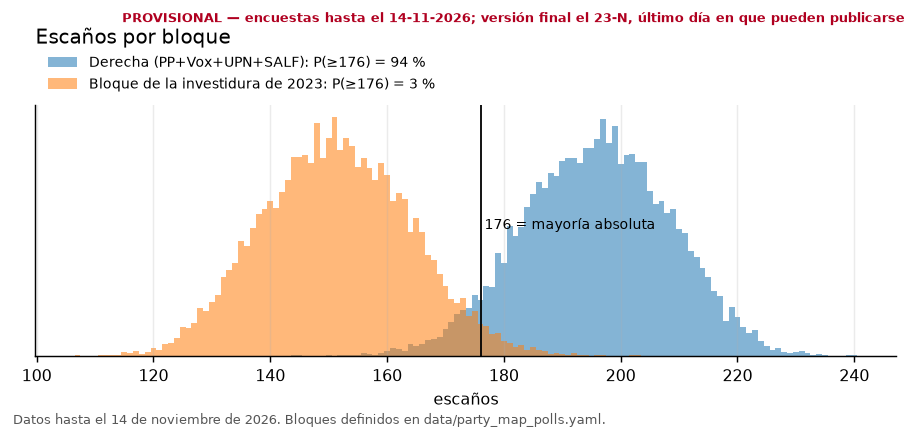 PROVISIONAL — encuestas hasta el 14-11-2026; versión final el 23-N, último día en que pueden publicarse
Escaños por bloque
Derecha (PP+Vox+UPN+SALF): P(≥176) = 94 %
Bloque de la investidura de 2023: P(≥176) = 3 %
176 = mayoría absoluta
100 120 140 160 180 200 220 240
escaños
Datos hasta el 14 de noviembre de 2026. Bloques definidos en data/party_map_polls.yaml.